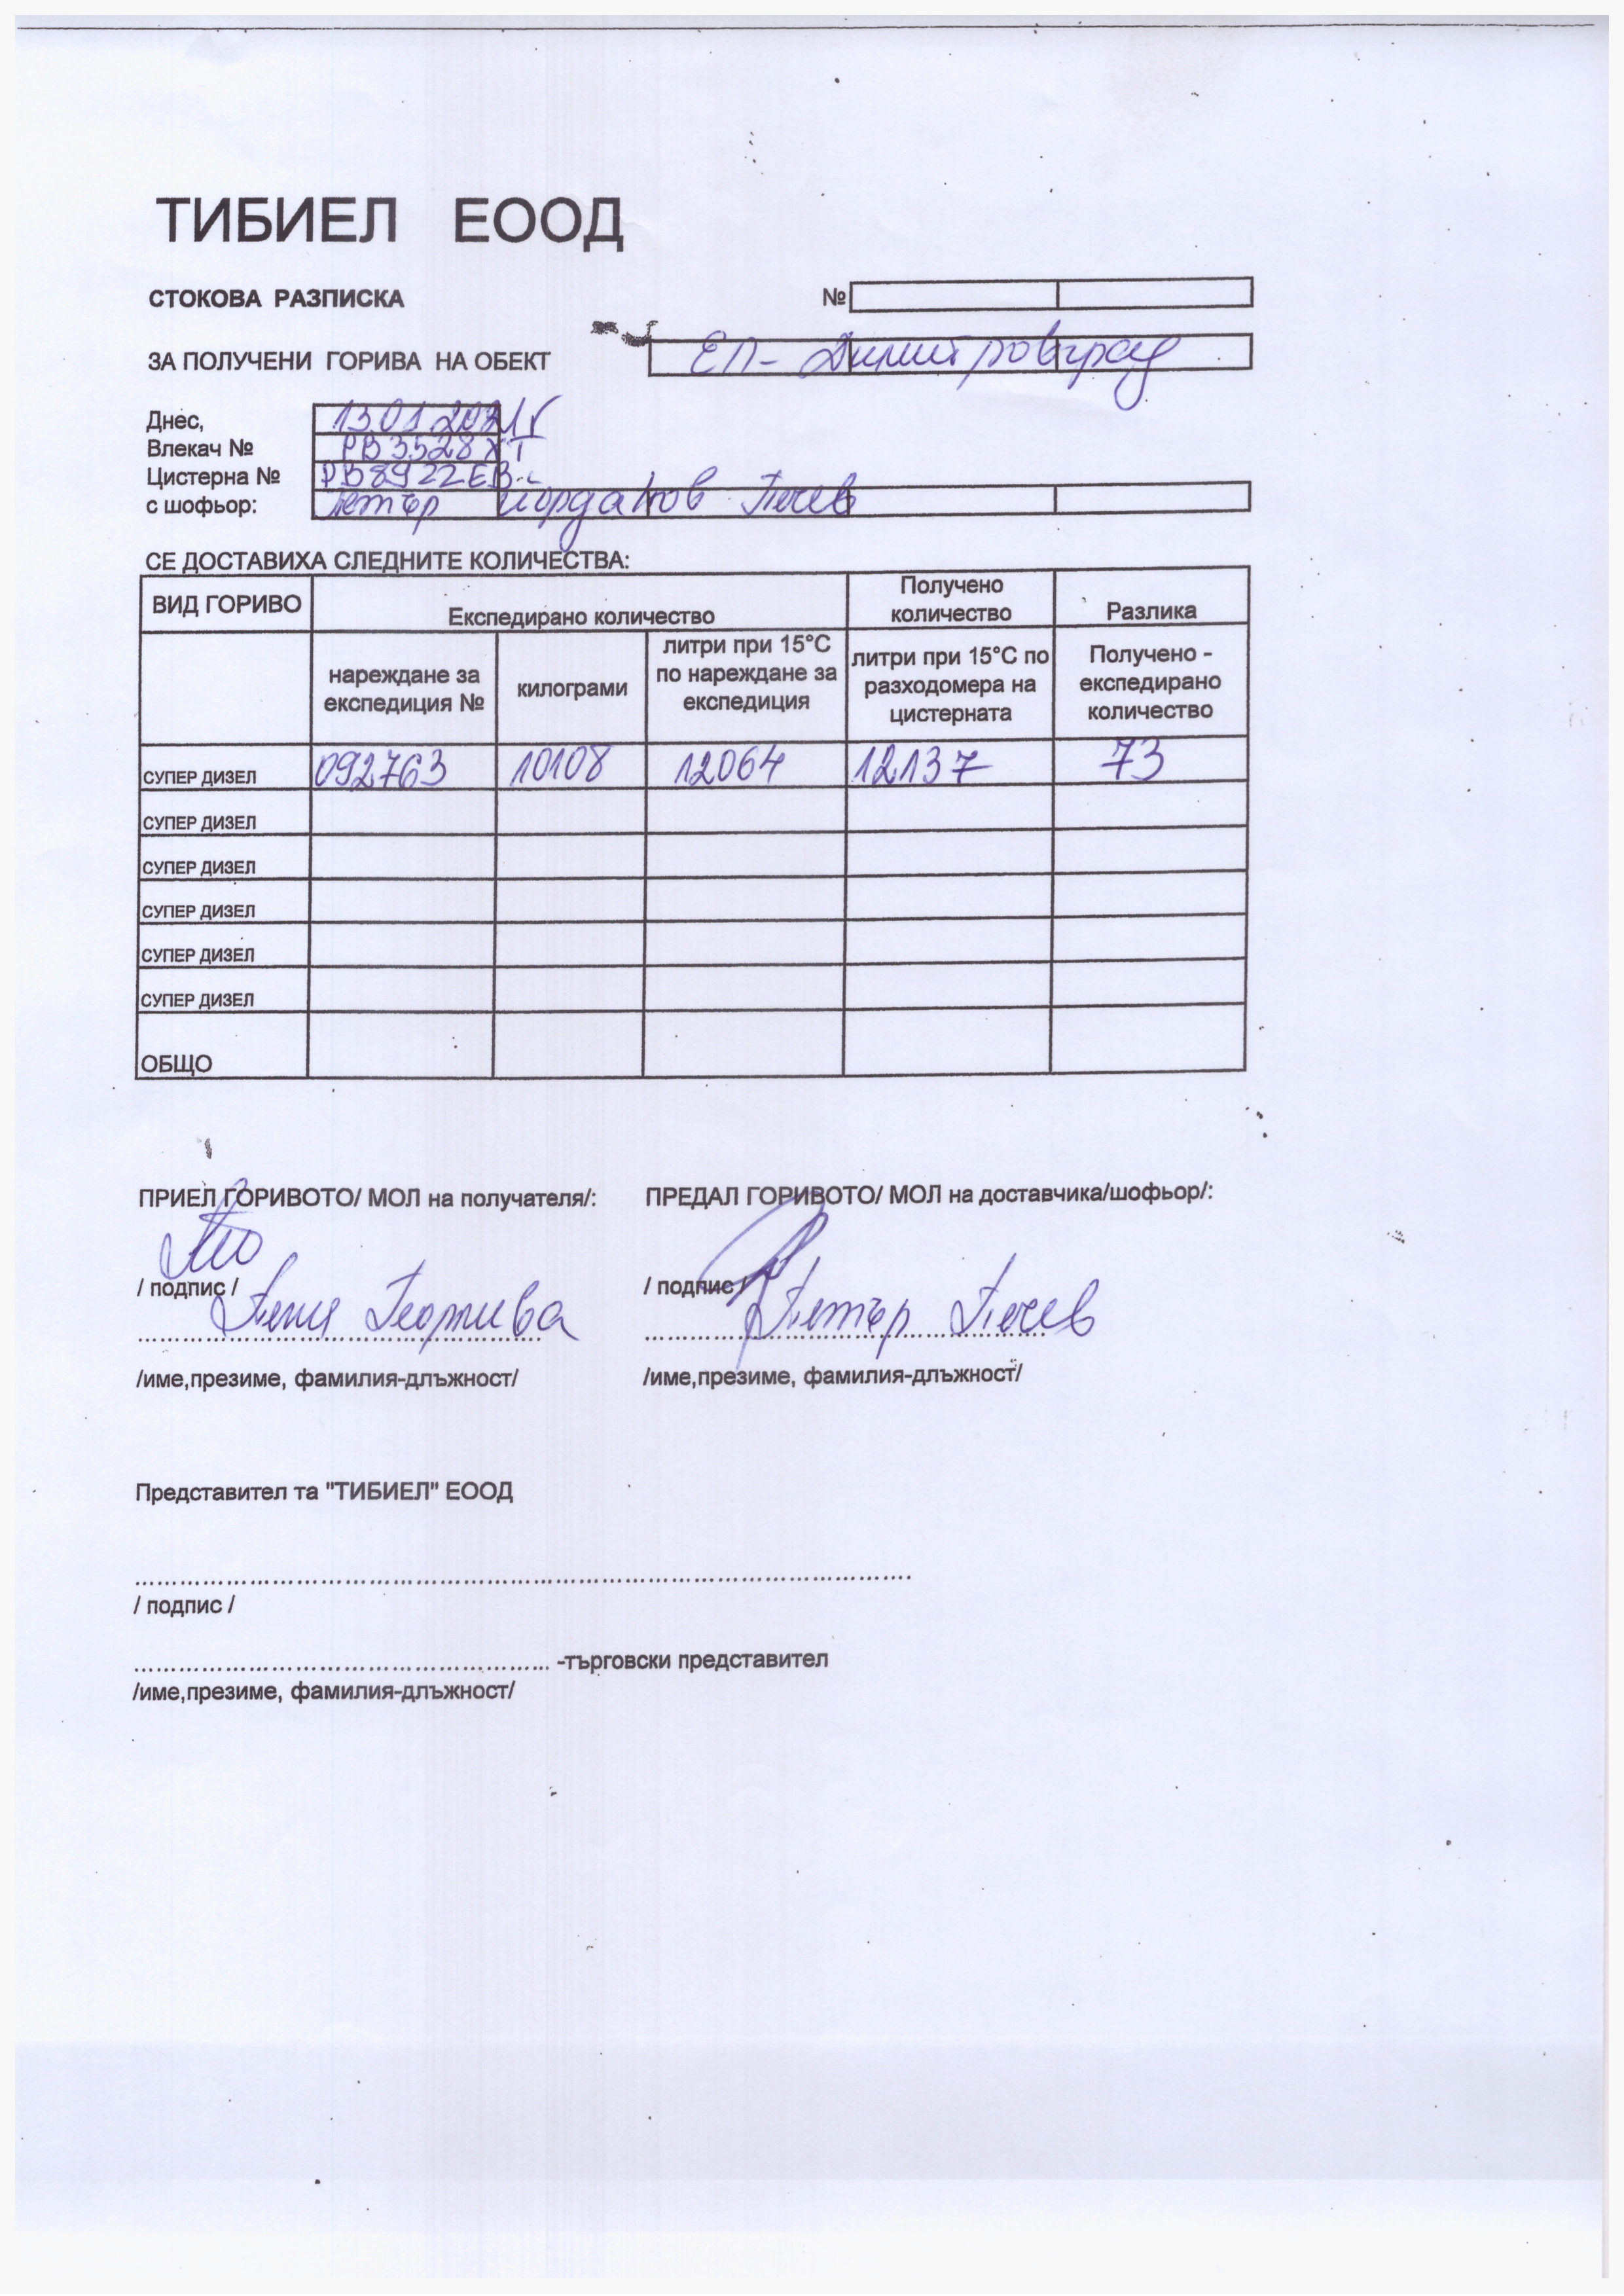 ТИБИЕЛ ЕООД
СТОКОВА РАЗПИСКА №
ЗА ПОЛУЧЕНИ ГОРИВА НА ОБЕКТ ЕП- Димитровград
Днес, 13.01.2021г
Влекач № РВ3528ХТ
Цистерна № РВ8922ЕВ
с шофьор: Петър Йорданов Печев
СЕ ДОСТАВИХА СЛЕДНИТЕ КОЛИЧЕСТВА:
ВИД ГОРИВО Експедирано количество Получено количество Разлика
нареждане за експедиция № килограми литри при 15°С по нареждане за експедиция литри при 15°С по разходомера на цистерната Получено - експедирано количество
СУПЕР ДИЗЕЛ 092763 10108 12064 12137 73
СУПЕР ДИЗЕЛ
СУПЕР ДИЗЕЛ
СУПЕР ДИЗЕЛ
СУПЕР ДИЗЕЛ
СУПЕР ДИЗЕЛ
ОБЩО
ПРИЕЛ ГОРИВОТО/ МОЛ на получателя/: ПРЕДАЛ ГОРИВОТО/ МОЛ на доставчика/шофьор/:
/ подпис / / подпис /
Пеня Георгиева Петър Печев
/име,презиме, фамилия-длъжност/ /име,презиме, фамилия-длъжност/
Представител та "ТИБИЕЛ" ЕООД
/ подпис /
-търговски представител
/име,презиме, фамилия-длъжност/